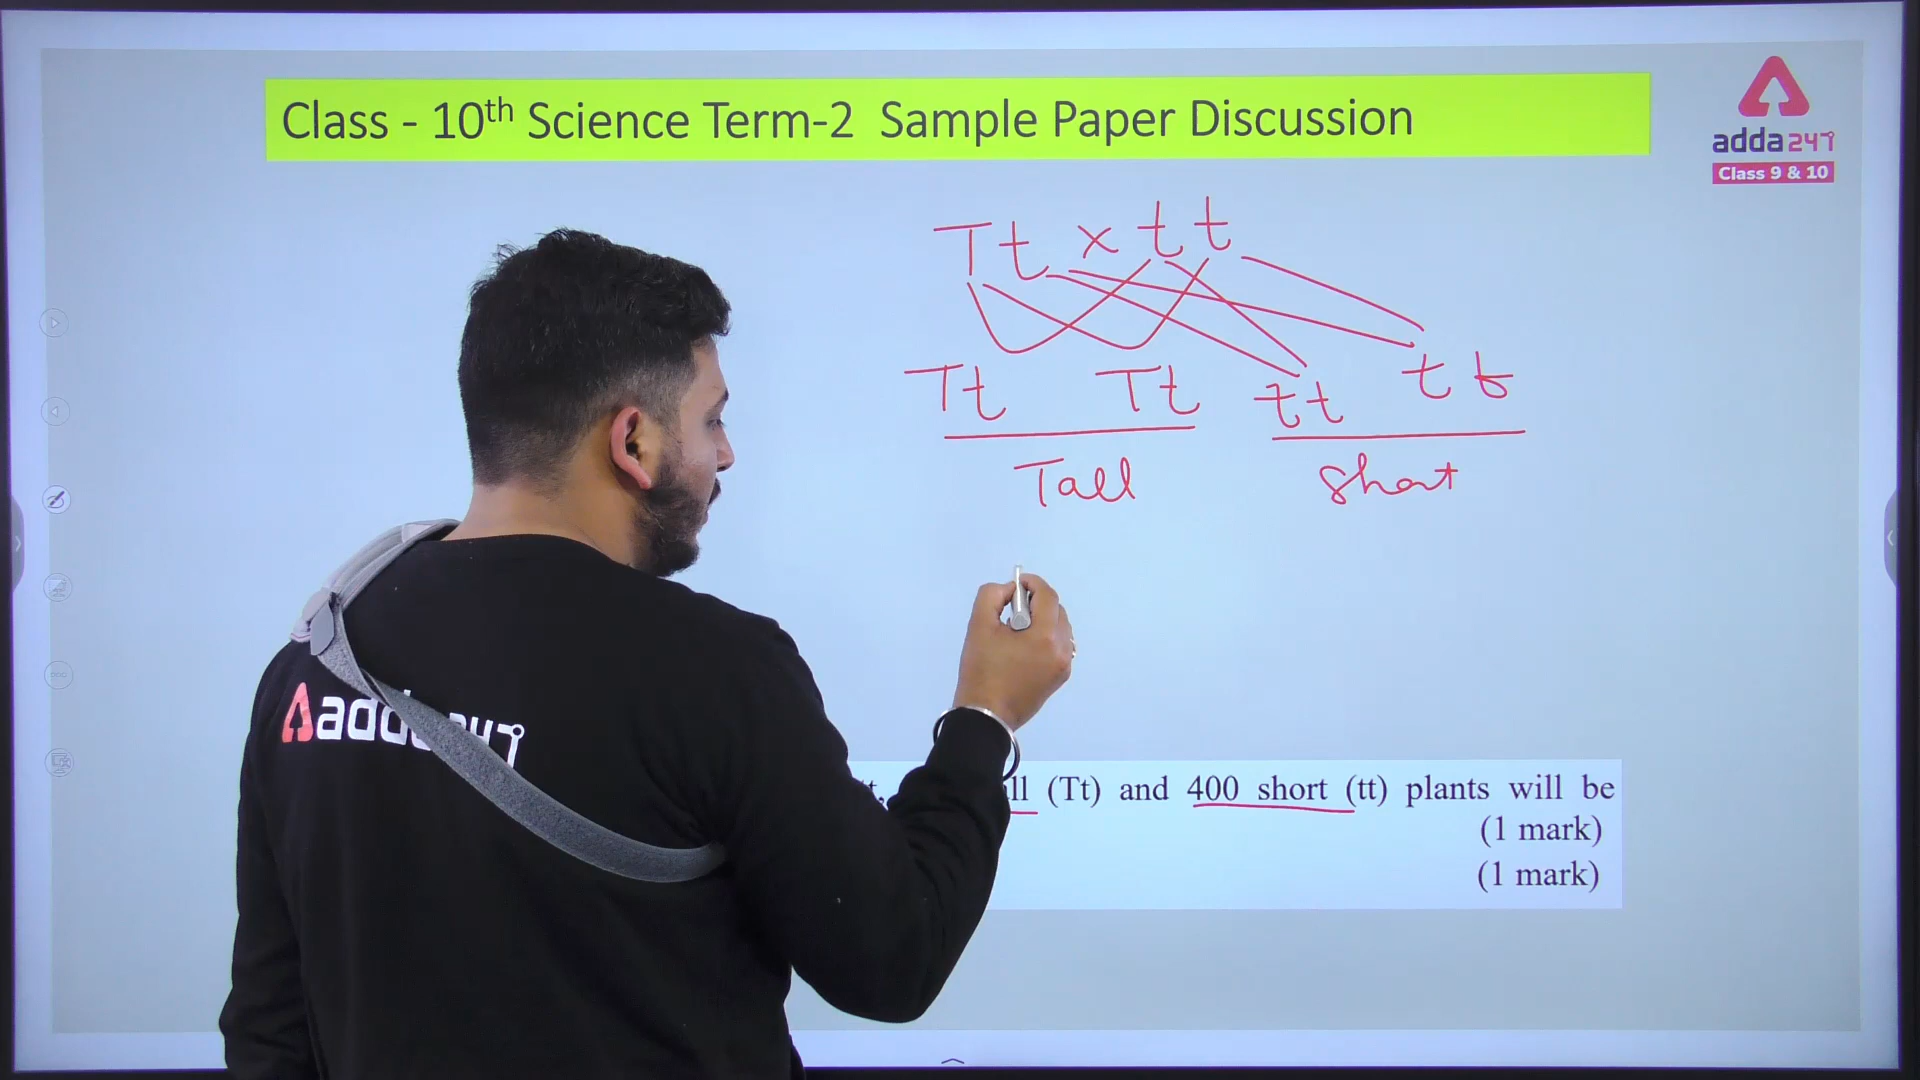 Class - 10th Science Term-2 Sample Paper Discussion
adda247
Class 9 & 10
Tt x tt
Tt Tt tt tt
Tall Short
(Tt) and 400 short (tt) plants will be
(1 mark)
(1 mark)
adda247